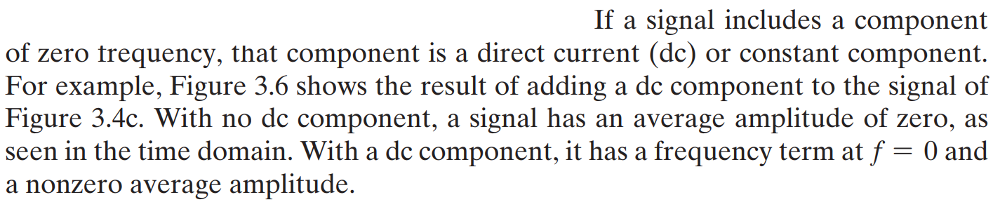 If a signal includes a component
of zero frequency, that component is a direct current (dc) or constant component.
For example, Figure 3.6 shows the result of adding a dc component to the signal of
Figure 3.4c. With no dc component, a signal has an average amplitude of zero, as
seen in the time domain. With a dc component, it has a frequency term at f = 0 and
a nonzero average amplitude.